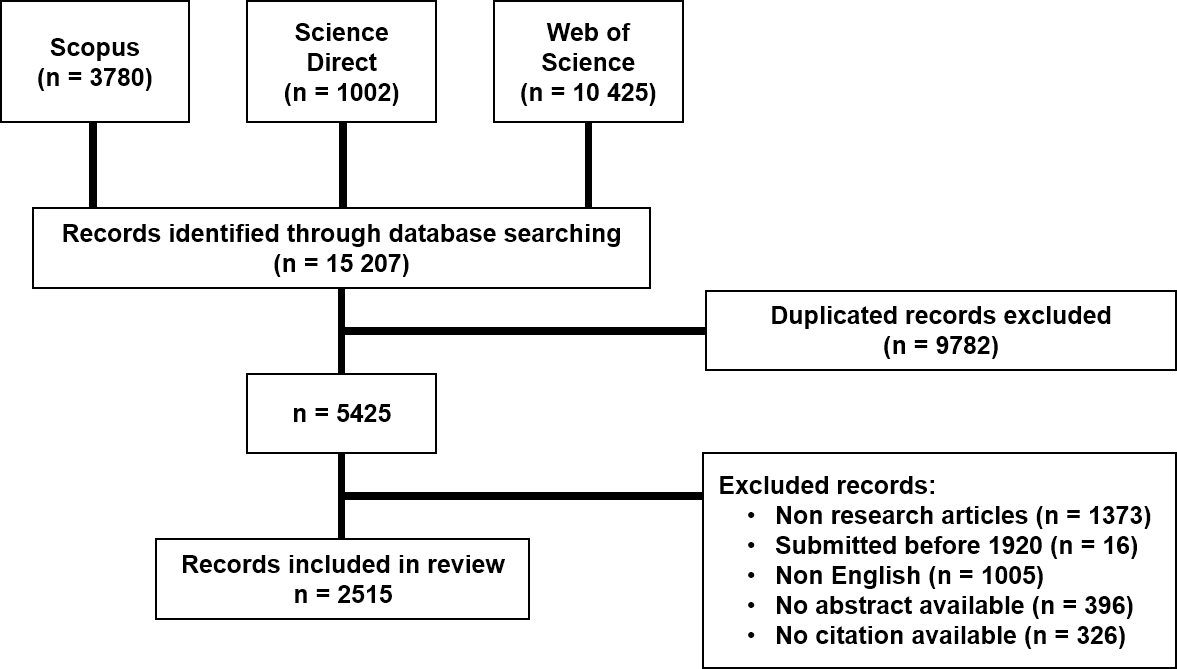 Scopus
(n = 3780)
Science
Direct
(n = 1002)
Web of
Science
(n = 10 425)
Records identified through database searching
(n = 15 207)
Duplicated records excluded
(n = 9782)
n = 5425
Excluded records:
• Non research articles (n = 1373)
• Submitted before 1920 (n = 16)
• Non English (n = 1005)
• No abstract available (n = 396)
• No citation available (n = 326)
Records included in review
n = 2515